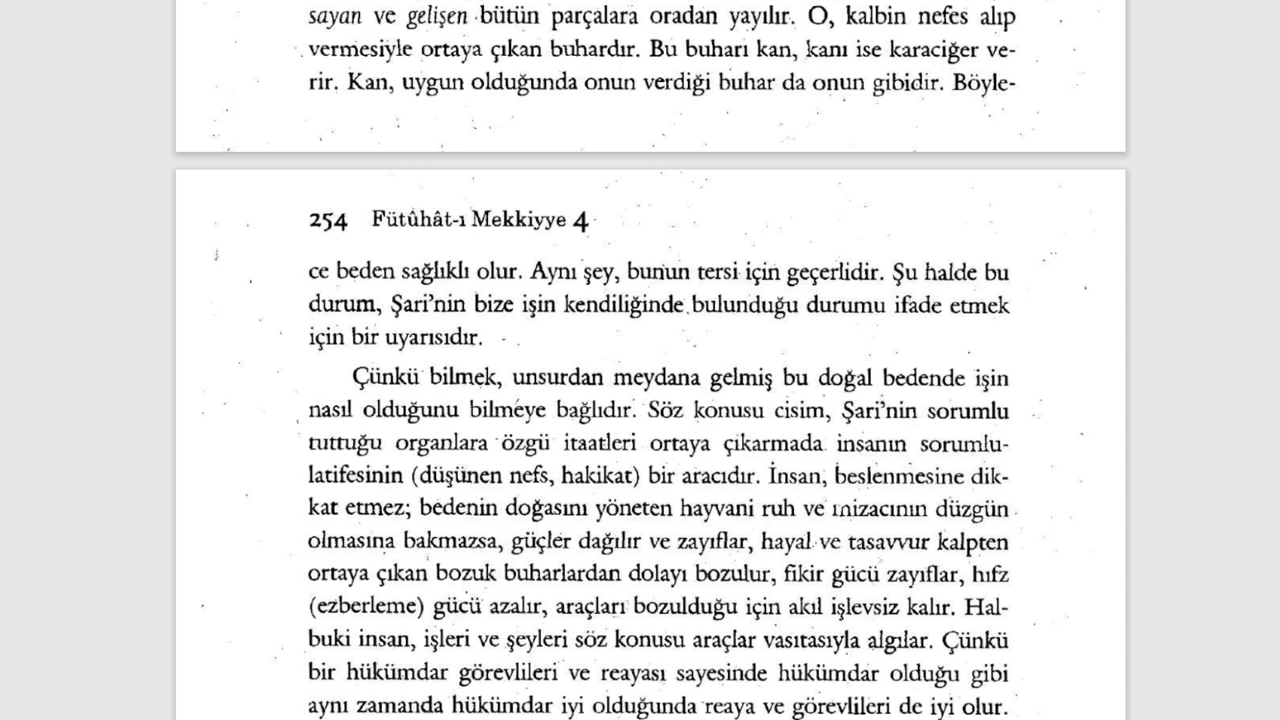 sayan ve gelişen bütün parçalara oradan yayılır. O, kalbin nefes alıp
vermesiyle ortaya çıkan buhardır. Bu buharı kan, kanı ise karaciğer ve-
rir. Kan, uygun olduğunda onun verdiği buhar da onun gibidir. Böyle-
254 Fütûhât-ı Mekkiyye 4
ce beden sağlıklı olur. Aynı şey, bunun tersi için geçerlidir. Şu halde bu
durum, Şari'nin bize işin kendiliğinde bulunduğu durumu ifade etmek
için bir uyarısıdır.
Çünkü bilmek, unsurdan meydana gelmiş bu doğal bedende işin
nasıl olduğunu bilmeye bağlıdır. Söz konusu cisim, Şari'nin sorumlu
tuttuğu organlara özgü itaatleri ortaya çıkarmada insanın sorumlu-
latifesinin (düşünen nefs, hakikat) bir aracıdır. İnsan, beslenmesine dik-
kat etmez; bedenin doğasını yöneten hayvani ruh ve mizacının düzgün
olmasına bakmazsa, güçler dağılır ve zayıflar, hayal ve tasavvur kalpten
ortaya çıkan bozuk buharlardan dolayı bozulur, fikir gücü zayıflar, hıfz
(ezberleme) gücü azalır, araçları bozulduğu için akıl işlevsiz kalır. Hal-
buki insan, işleri ve şeyleri söz konusu araçlar vasıtasıyla algılar. Çünkü
bir hükümdar görevlileri ve reayası sayesinde hükümdar olduğu gibi
aynı zamanda hükümdar iyi olduğunda reaya ve görevlileri de iyi olur.